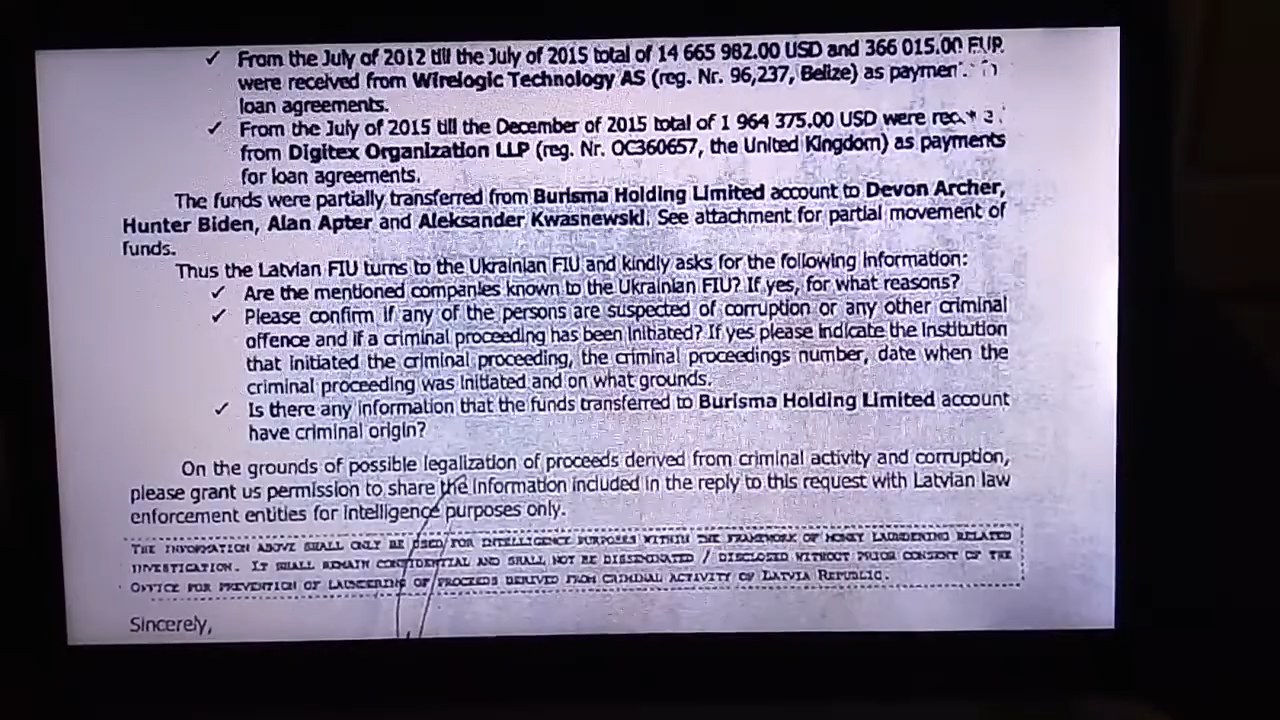 ✓ From the July of 2012 till the July of 2015 total of 14 665 982.00 USD and 366 015.00 EUR
were received from Wirelogic Technology AS (reg. Nr. 96,237, Belize) as
loan agreements.
✓ From the July of 2015 till the December of 2015 total of 1 964 375.00 USD were
from Digitex Organization LLP (reg. Nr. OC360657, the United Kingdom) as payments
for loan agreements.
The funds were partially transferred from Burisma Holding Limited account to Devon Archer,
Hunter Biden, Alan Apter and Aleksander Kwasnewski. See attachment for partial movement of
funds.
Thus the Latvian FIU turns to the Ukrainian FIU and kindly asks for the following information:
✓ Are the mentioned companies known to the Ukrainian FIU? If yes, for what reasons?
✓ Please confirm if any of the persons are suspected of corruption or any other criminal
offence and if a criminal proceeding has been initiated? If yes please indicate the institution
that initiated the criminal proceeding, the criminal proceedings number, date when the
criminal proceeding was initiated and on what grounds.
✓ Is there any information that the funds transferred to Burisma Holding Limited account
have criminal origin?
On the grounds of possible legalization of proceeds derived from criminal activity and corruption,
please grant us permission to share the information included in the reply to this request with Latvian law
enforcement entities for intelligence purposes only.
THE INFORMATION ABOVE SHALL ONLY BE USED FOR INTELLIGENCE PURPOSES WITHIN THE FRAMEWORK OF MONEY LAUNDERING RELATED
INVESTIGATION. IT SHALL REMAIN CONFIDENTIAL AND SHALL NOT BE DISSEMINATED / DISCLOSED WITHOUT PRIOR CONSENT OF THE
OFFICE FOR PREVENTION OF LAUNDERING OF PROCEEDS DERIVED FROM CRIMINAL ACTIVITY OF LATVIA REPUBLIC.
Sincerely,